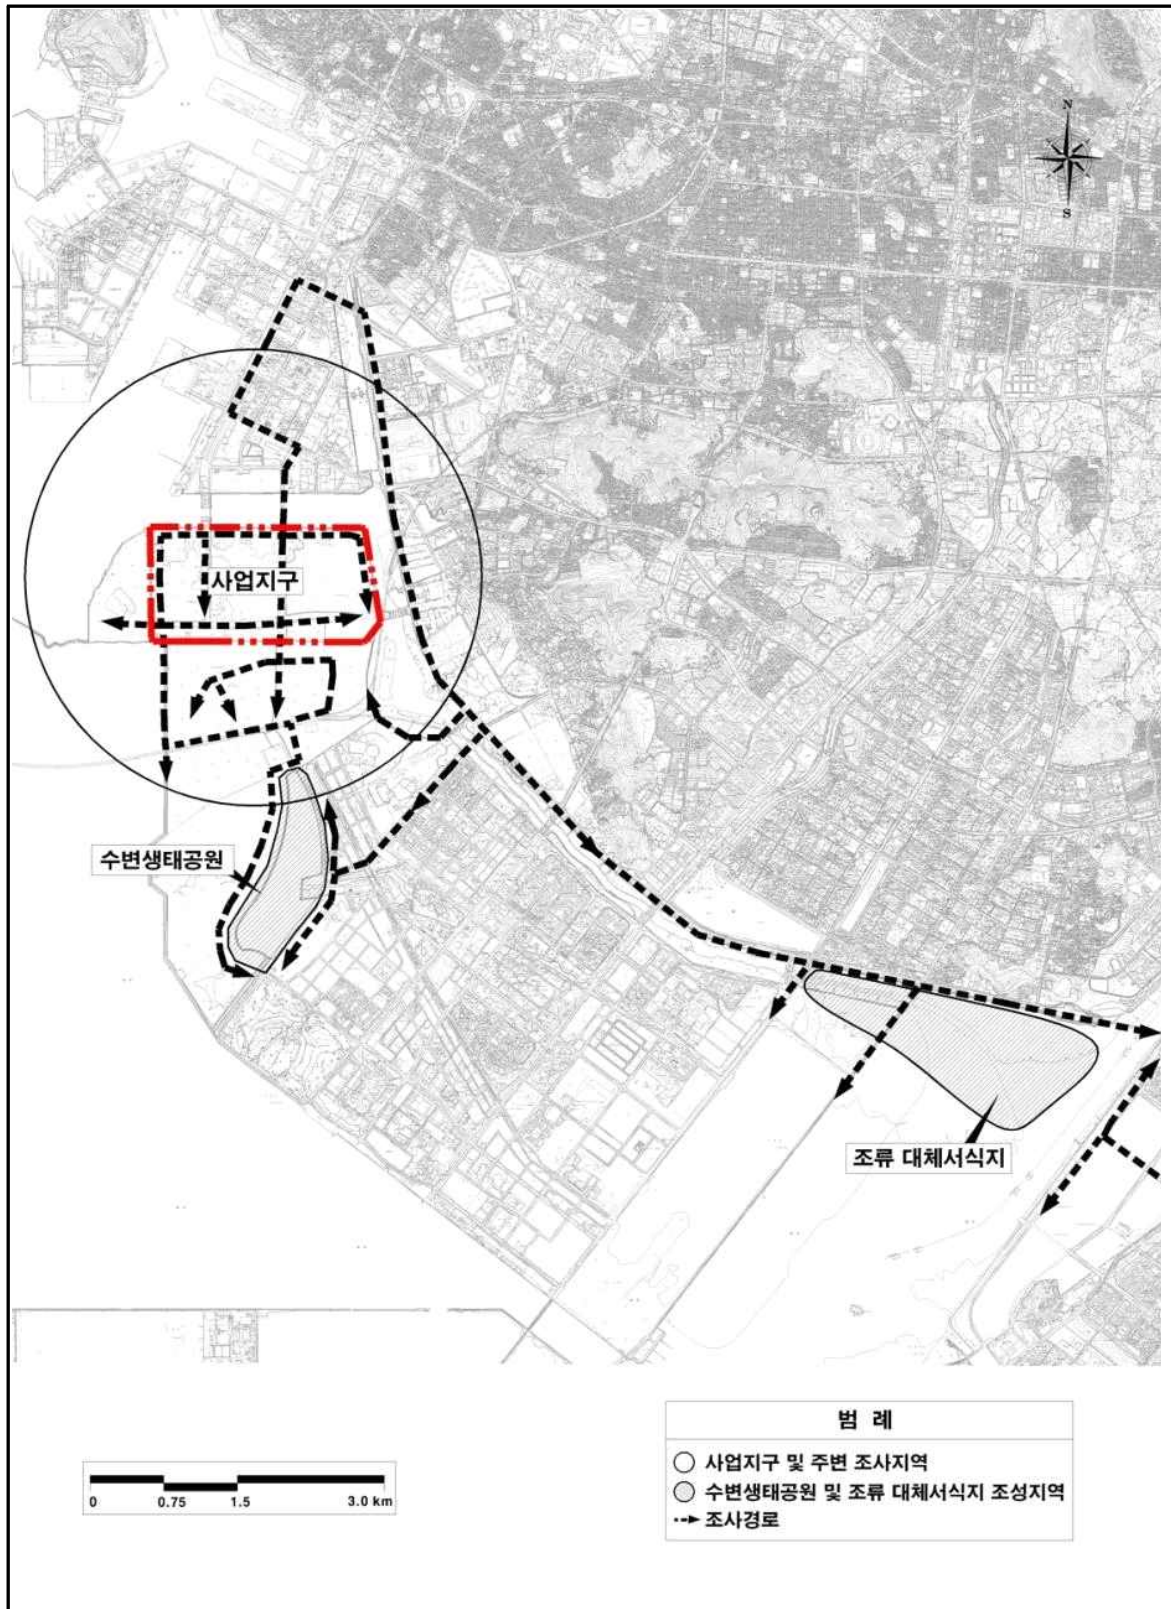 N
S
사업지구
수변생태공원
조류 대체서식지
범 례
사업지구 및 주변 조사지역
수변생태공원 및 조류 대체서식지 조성지역
조사경로
0 0.75 1.5 3.0 km